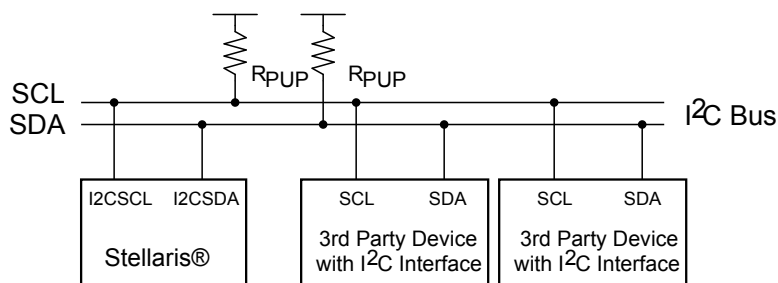 RPUP
RPUP
SCL
SDA
I2C Bus
I2CSCL
I2CSDA
Stellaris®
SCL
SDA
3rd Party Device
with I2C Interface
SCL
SDA
3rd Party Device
with I2C Interface